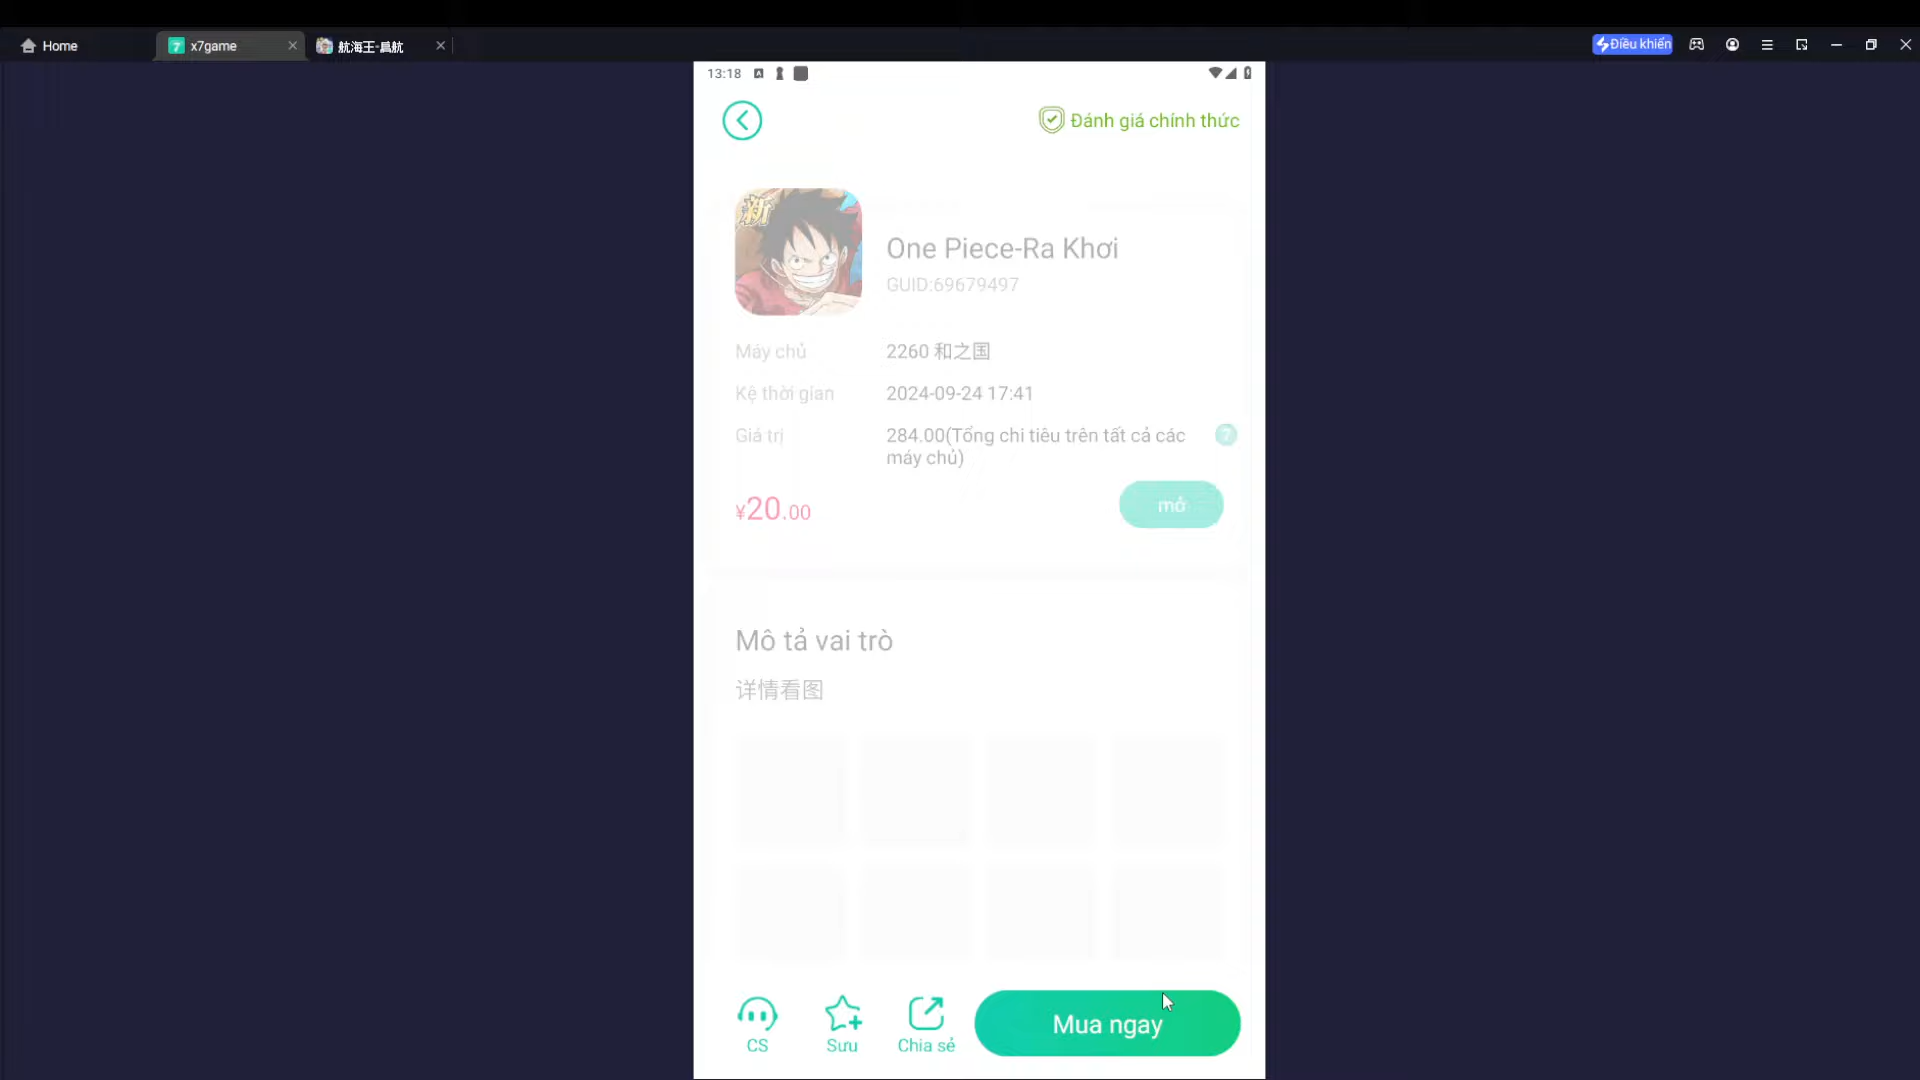 Home
x7game
航海王-扁航
Điều khiển
13:18
Đánh giá chính thức
新
One Piece-Ra Khơi
GUID:69679497
Máy chủ
2260 和之国
Kệ thời gian
2024-09-24 17:41
Giá trị
284.00(Tổng chi tiêu trên tất cả các
máy chủ)
?
¥20.00
mở
Mô tả vai trò
详情看图
CS
Sưu
Chia sẻ
Mua ngay